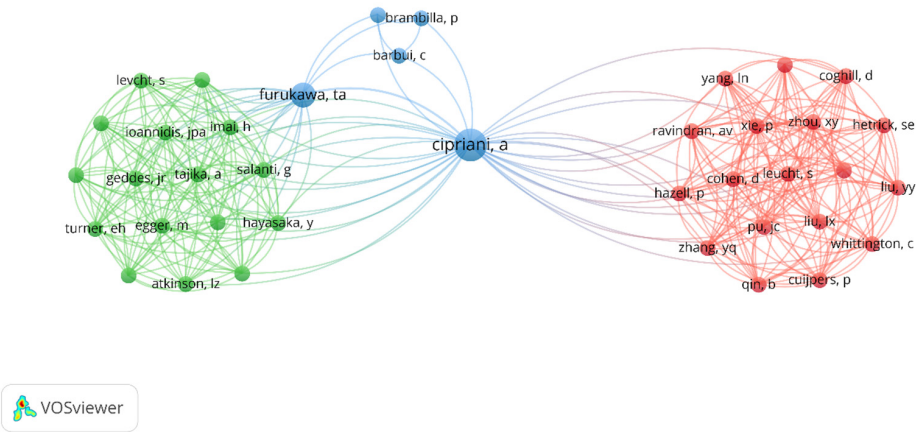 brambilla, p
barbui, c
levcht, s
furukawa, ta
ioannidis, jpa
imai, h
cipriani, a
geddes, jr
tajika, a
salanti, g
turner, eh
egger, m
hayasaka, y
atkinson, lz
yang, ln
coghill, d
ravindran, av
xie, p
zhou, xy
hetrick, se
cohen, d
leucht, s
hazell, p
liu, yy
pu, jc
liu, lx
zhang, yq
whittington, c
qin, b
cuijpers, p
VOSviewer